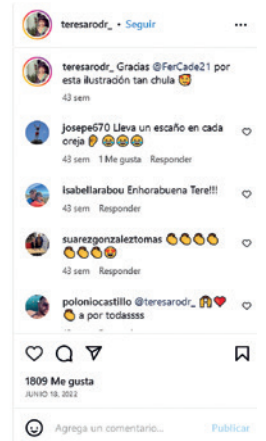 teresarodr_ • Seguir
teresarodr_ Gracias @FerCade21 por
esta ilustración tan chula 🥰
43 sem
josepe670 Lleva un escaño en cada
oreja 👂😂😂😂
43 sem 1 Me gusta Responder
isabellarabou Enhorabuena Tere!!!
43 sem Responder
suarezgonzaleztomas 👏👏👏👏
👏👏👏😍
43 sem Responder
poloniocastillo @teresarodr_ 🙌❤️
👏 a por todassss
1809 Me gusta
JUNIO 18, 2022
Agrega un comentario... Publicar